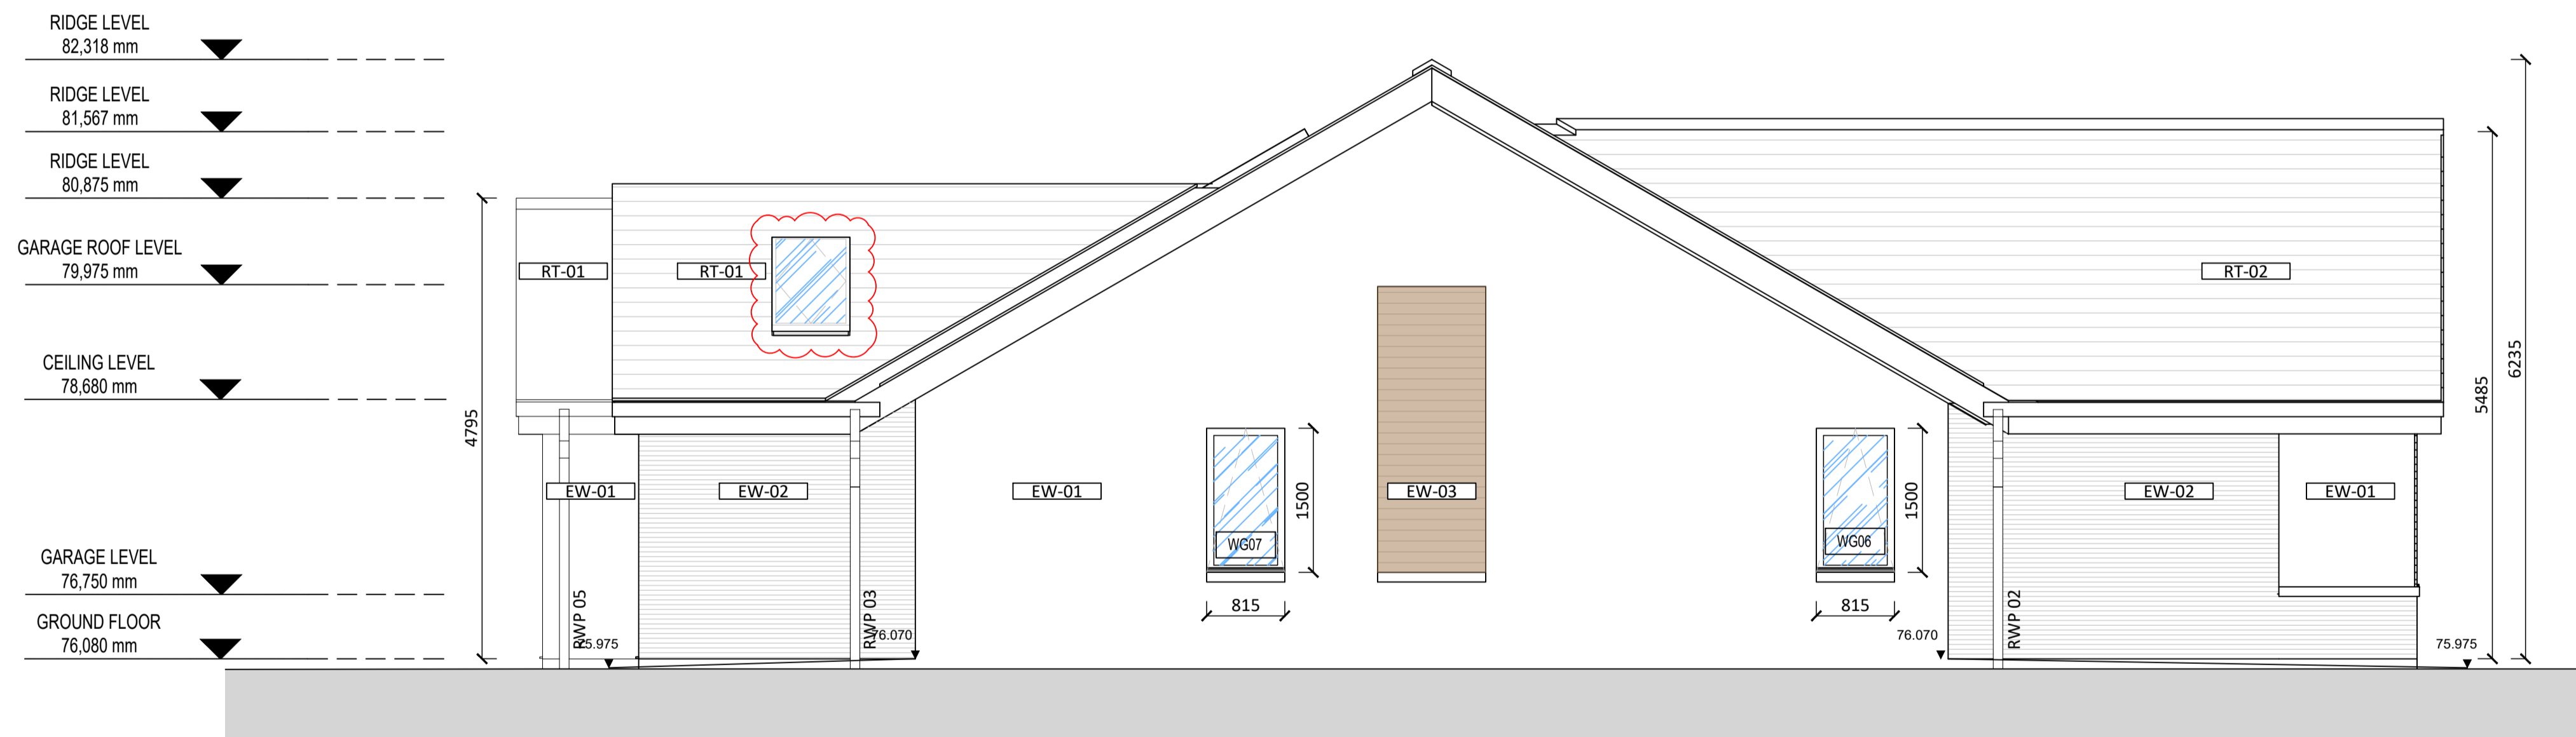 RIDGE LEVEL
82,318 mm
RIDGE LEVEL
81,567 mm
RIDGE LEVEL
80,875 mm
GARAGE ROOF LEVEL
79,975 mm
CEILING LEVEL
78,680 mm
GARAGE LEVEL
76,750 mm
GROUND FLOOR
76,080 mm
4795
RT-01
RT-01
RT-02
EW-01
EW-02
EW-01
EW-03
EW-02
EW-01
WG07
WG06
1500
1500
815
815
RWP 05
75.975
RWP 03
76.070
76.070
RWP 02
75.975
5485
6235